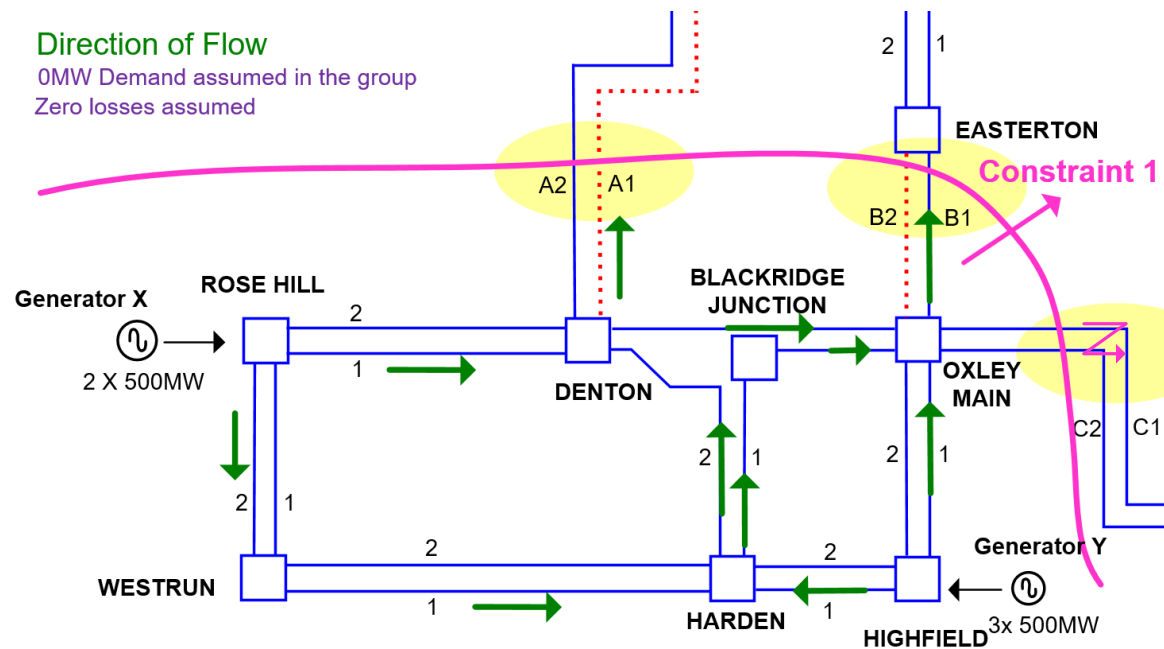 Direction of Flow
0MW Demand assumed in the group
Zero losses assumed
2
1
EASTERTON
Constraint 1
A2
A1
B2
B1
BLACKRIDGE
JUNCTION
ROSE HILL
Generator X
2 X 500MW
2
1
DENTON
OXLEY
MAIN
C2
C1
2
1
2
1
2
1
2
1
2
1
WESTRUN
HARDEN
HIGHFIELD
Generator Y
3x 500MW